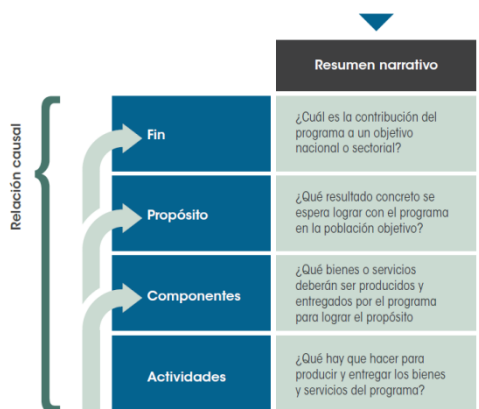 Resumen narrativo
Relación causal
Fin
¿Cuál es la contribución del
programa a un objetivo
nacional o sectorial?
Propósito
¿Qué resultado concreto se
espera lograr con el programa
en la población objetivo?
Componentes
¿Qué bienes o servicios
deberán ser producidos y
entregados por el programa
para lograr el propósito
Actividades
¿Qué hay que hacer para
producir y entregar los bienes
y servicios del programa?